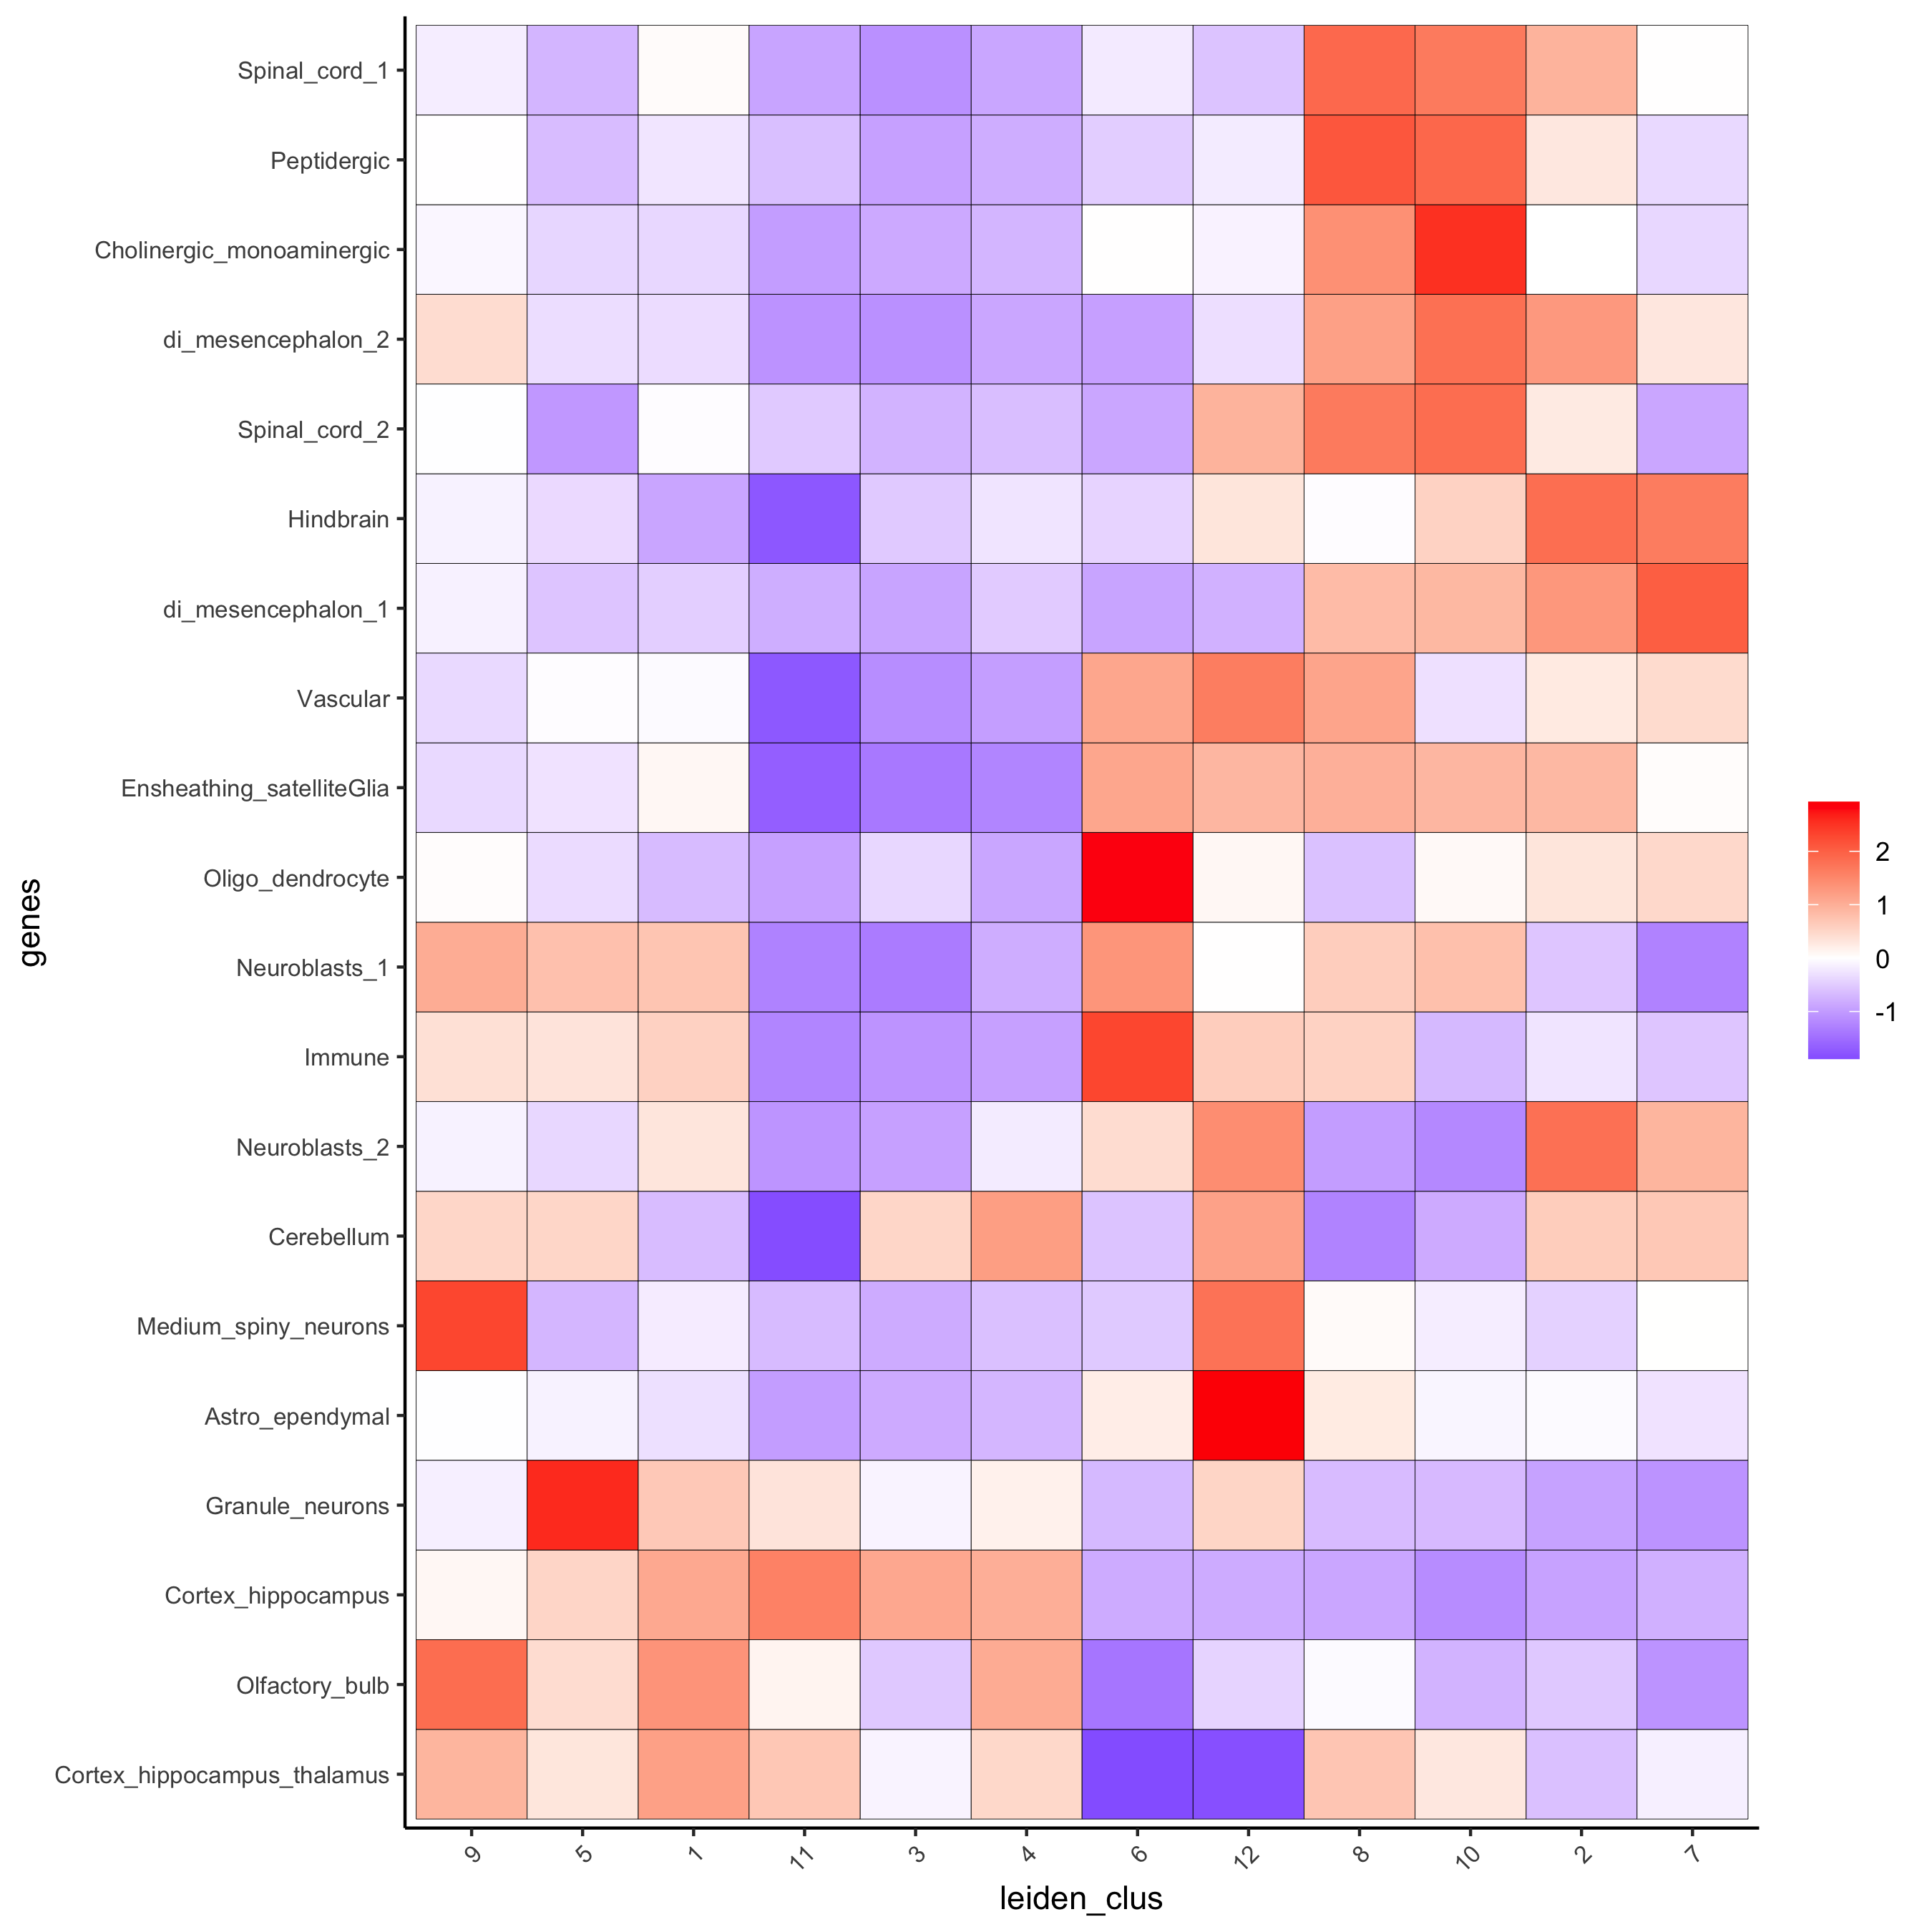 Spinal_cord_1
Peptidergic
Cholinergic_monoaminergic
di_mesencephalon_2
Spinal_cord_2
Hindbrain
di_mesencephalon_1
Vascular
Ensheathing_satelliteGlia
Oligo_dendrocyte
Neuroblasts_1
Immune
Neuroblasts_2
Cerebellum
Medium_spiny_neurons
Astro_ependymal
Granule_neurons
Cortex_hippocampus
Olfactory_bulb
Cortex_hippocampus_thalamus
genes
9 5 1 11 3 4 6 12 8 10 2 7
leiden_clus
2
1
0
-1